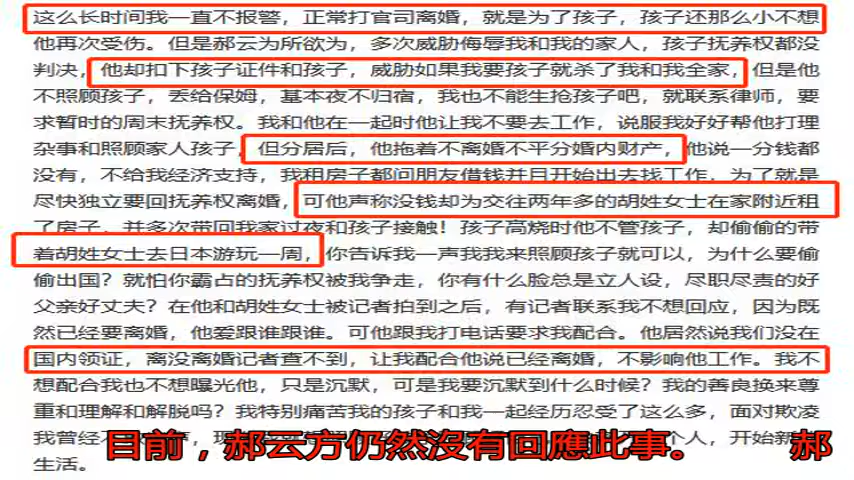 这么长时间我一直不报警，正常打官司离婚，就是为了孩子，孩子还那么小不想
他再次受伤。但是郝云为所欲为，多次威胁侮辱我和我的家人，孩子抚养权都没
判决，他却扣下孩子证件和孩子，威胁如果我要孩子就杀了我和我全家，但是他
不照顾孩子，丢给保姆，基本夜不归宿，我也不能生抢孩子吧，就联系律师，要
求暂时的周末抚养权。我和他在一起时他让我不要去工作，说服我好好帮他打理
杂事和照顾家人孩子，但分居后，他拖着不离婚不平分婚内财产，他说一分钱都
没有，不给我经济支持，我租房子都问朋友借钱并且开始出去找工作。为了就是
尽快独立要回抚养权离婚，可他声称没钱却为交往两年多的胡姓女士在家附近租
了房子，并多次带回我家过夜和孩子接触！孩子高烧时他不管孩子，却偷偷的带
着胡姓女士去日本游玩一周，你告诉我一声我我来照顾孩子就可以，为什么要偷
偷出国？就怕你霸占的抚养权被我争走，你有什么脸总是立人设，尽职尽责的好
父亲好丈夫？在他和胡姓女士被记者拍到之后，有记者联系我不想回应，因为既
然已经要离婚，他爱跟谁跟谁。可他跟我打电话要求我配合。他居然说我们没在
国内领证，离没离婚记者查不到，让我配合他说已经离婚，不影响他工作。我不
想配合我也不想曝光他，只是沉默，可是我要沉默到什么时候？我的善良换来尊
重和理解和解脱吗？我特别痛苦我的孩子和我一起经历忍受了这么多，面对欺凌
我曾经不 个人，开始新
生活。
目前，郝云方仍然沒有回應此事。 郝